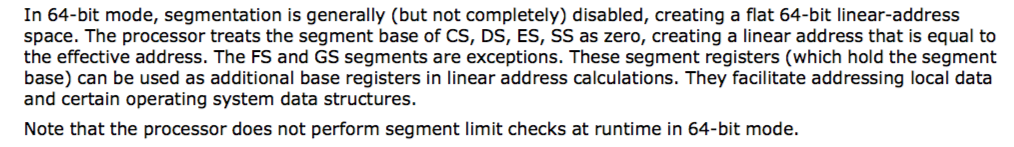 In 64-bit mode, segmentation is generally (but not completely) disabled, creating a flat 64-bit linear-address
space. The processor treats the segment base of CS, DS, ES, SS as zero, creating a linear address that is equal to
the effective address. The FS and GS segments are exceptions. These segment registers (which hold the segment
base) can be used as additional base registers in linear address calculations. They facilitate addressing local data
and certain operating system data structures.
Note that the processor does not perform segment limit checks at runtime in 64-bit mode.